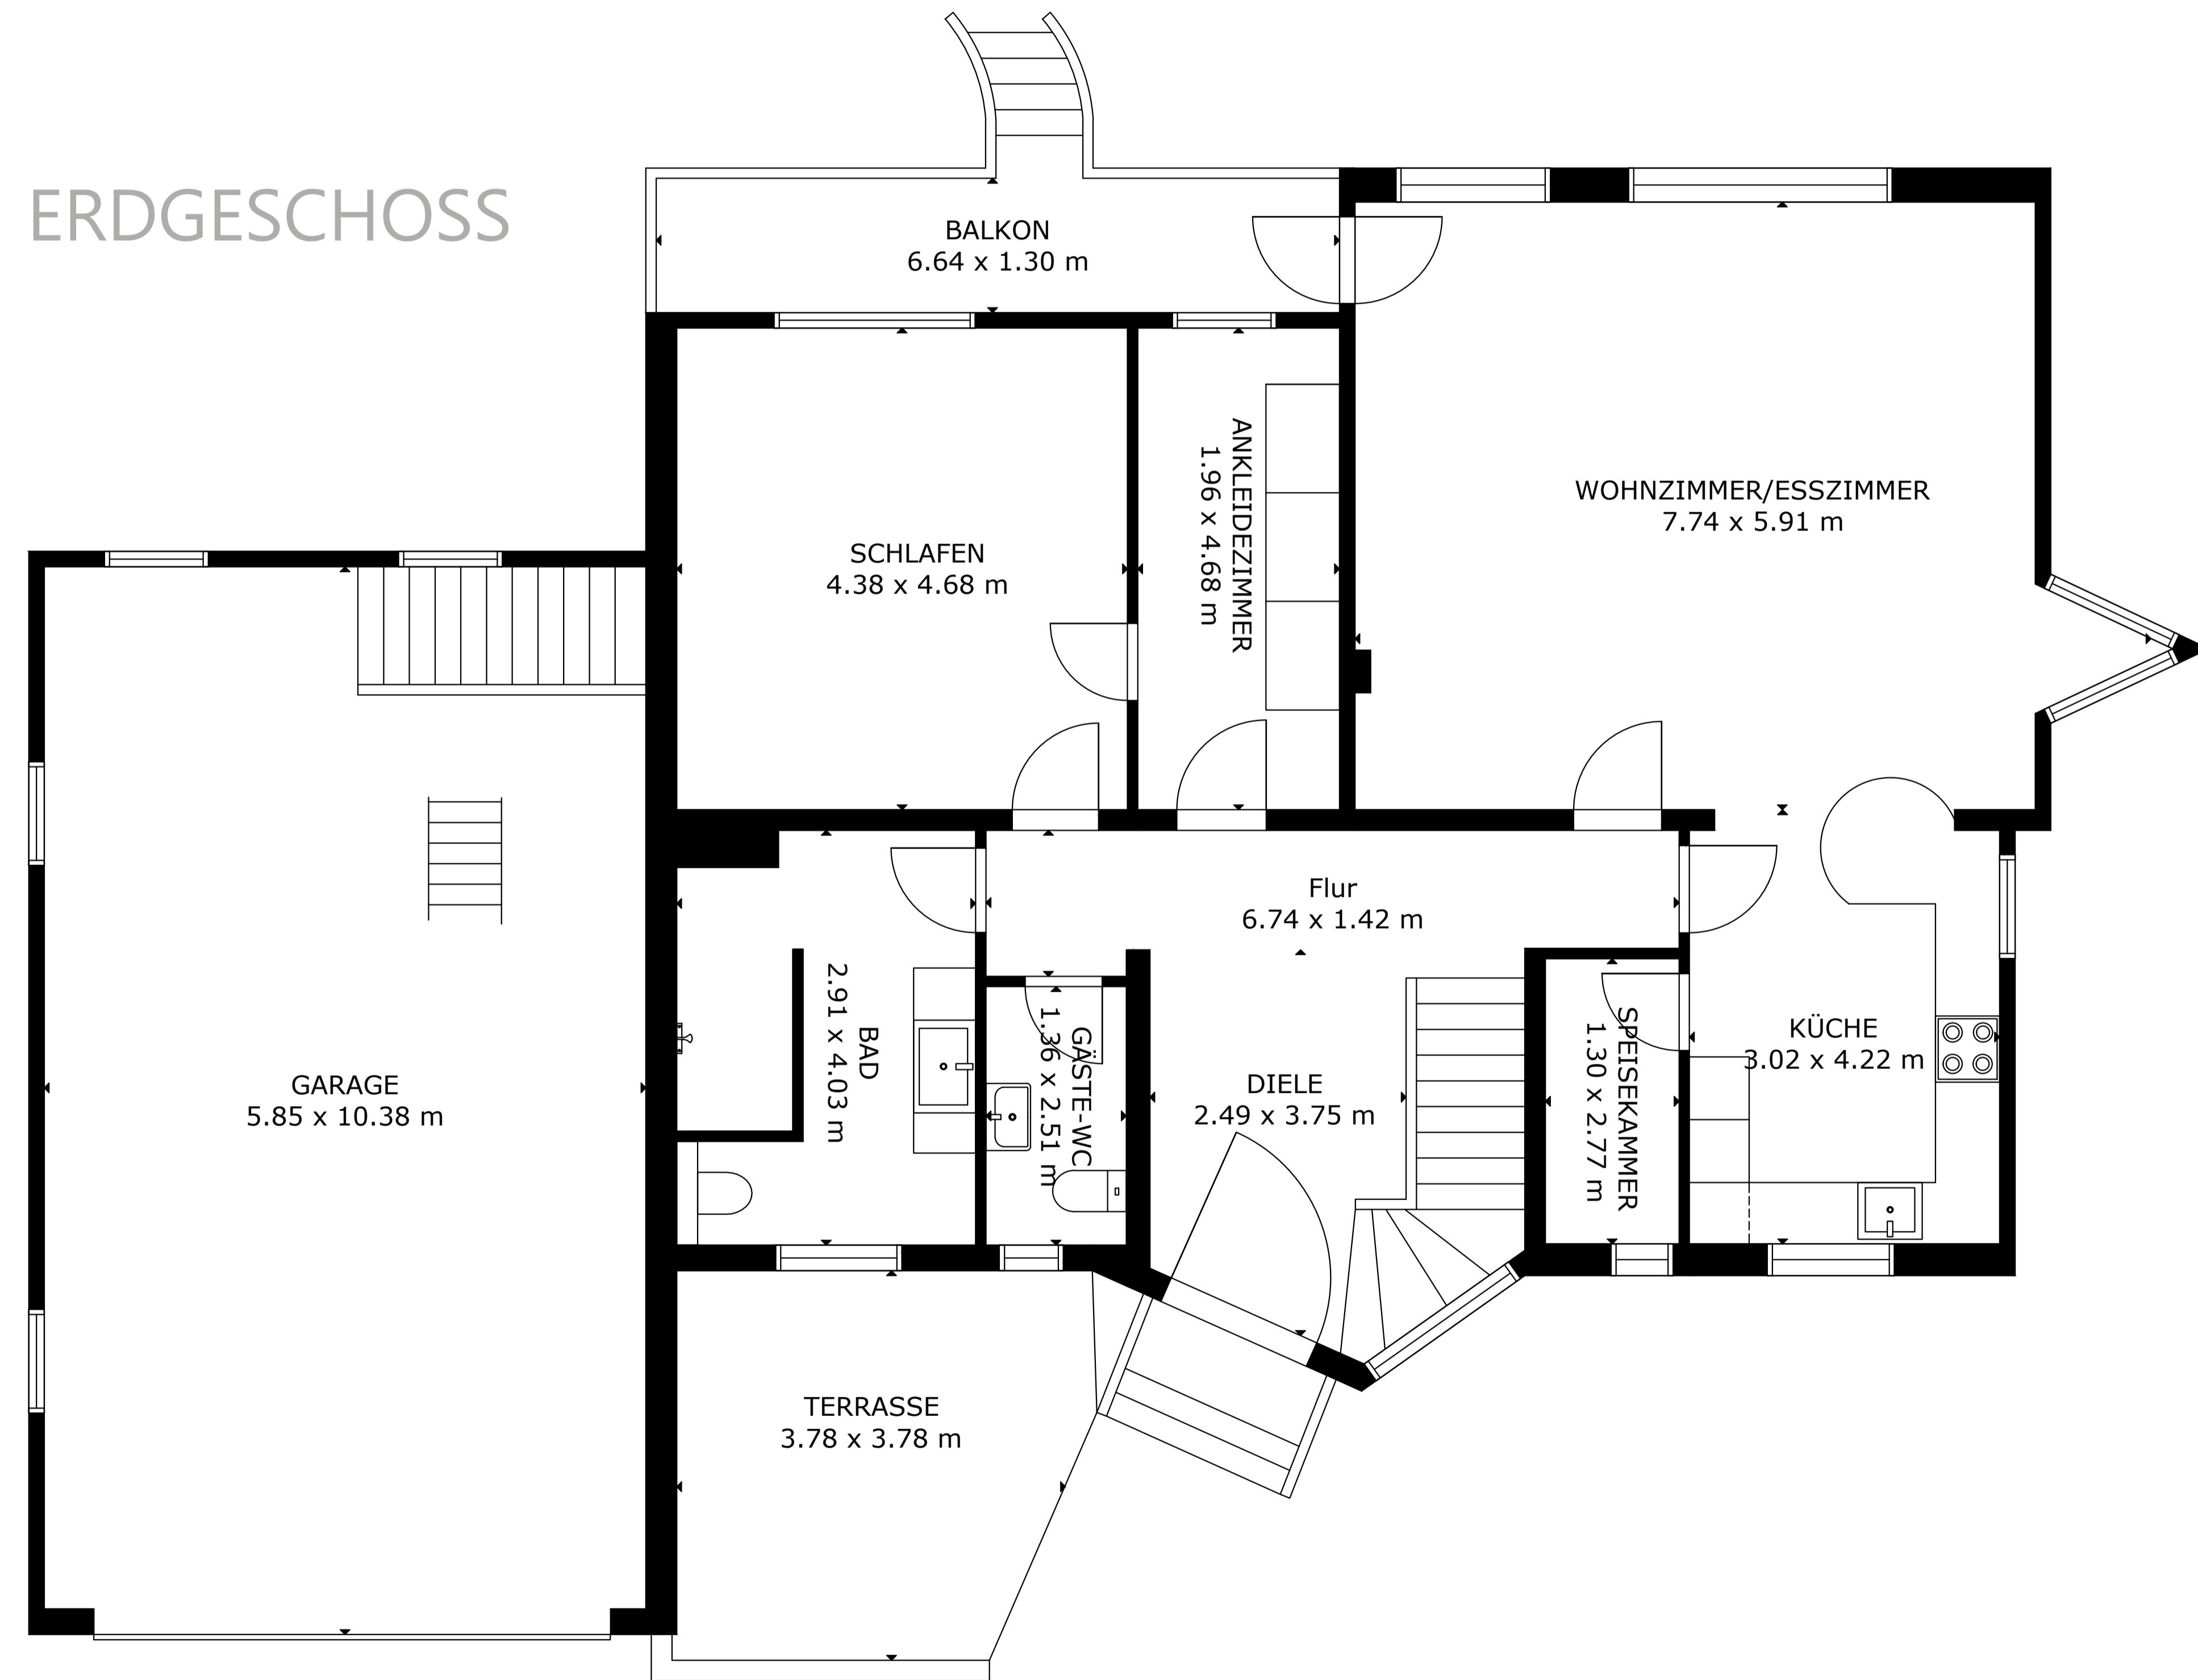 ERDGESCHOSS
BALKON
6.64 x 1.30 m
WOHNZIMMER/ESSZIMMER
7.74 x 5.91 m
ANKLEIDEZIMMER
1.96 x 4.68 m
SCHLAFEN
4.38 x 4.68 m
Flur
6.74 x 1.42 m
GARAGE
5.85 x 10.38 m
BAD
2.91 x 4.03 m
GÄSTE-WC
1.36 x 2.51 m
DIELE
2.49 x 3.75 m
SPEISEKAMMER
1.30 x 2.77 m
KÜCHE
3.02 x 4.22 m
TERRASSE
3.78 x 3.78 m